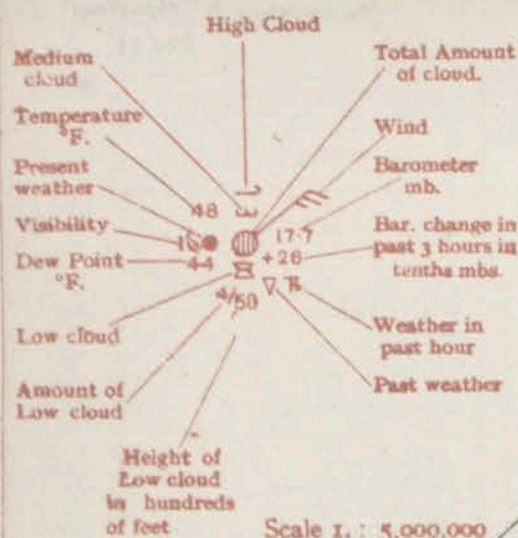 High Cloud
Medium
cloud
Total Amount
of cloud.
Temperature
°F.
Wind
Present
weather
Barometer
mb.
48
Visibility
17.7
Bar. change in
past 3 hours in
tenths mbs.
Dew Point
°F.
44
+26
4/50
Low cloud
Weather in
past hour
Amount of
Low cloud
Past weather
Height of
Low cloud
in hundreds
of feet
Scale 1. : 5,000,000